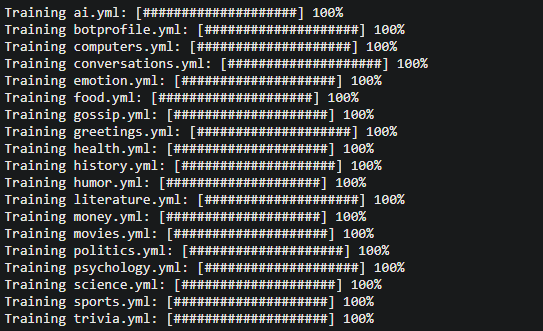 Training ai.yml: [####################] 100%
Training botprofile.yml: [####################] 100%
Training computers.yml: [####################] 100%
Training conversations.yml: [####################] 100%
Training emotion.yml: [####################] 100%
Training food.yml: [####################] 100%
Training gossip.yml: [####################] 100%
Training greetings.yml: [####################] 100%
Training health.yml: [####################] 100%
Training history.yml: [####################] 100%
Training humor.yml: [####################] 100%
Training literature.yml: [####################] 100%
Training money.yml: [####################] 100%
Training movies.yml: [####################] 100%
Training politics.yml: [####################] 100%
Training psychology.yml: [####################] 100%
Training science.yml: [####################] 100%
Training sports.yml: [####################] 100%
Training trivia.yml: [####################] 100%